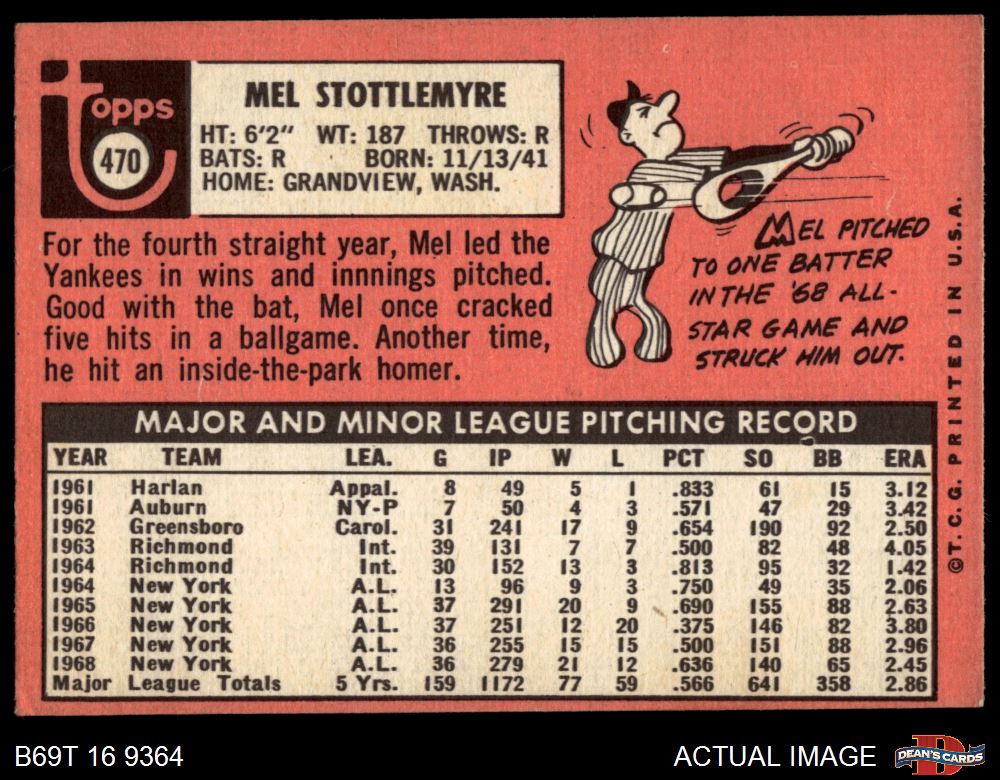 Topps
470
MEL STOTTLEMYRE
HT: 6'2" WT: 187 THROWS: R
BATS: R BORN: 11/13/41
HOME: GRANDVIEW, WASH.
For the fourth straight year, Mel led the
Yankees in wins and innnings pitched.
Good with the bat, Mel once cracked
five hits in a ballgame. Another time,
he hit an inside-the-park homer.
MEL PITCHED
TO ONE BATTER
IN THE '68 ALL-
STAR GAME AND
STRUCK HIM OUT.
MAJOR AND MINOR LEAGUE PITCHING RECORD
YEAR TEAM LEA. G IP W L PCT SO BB ERA
1961 Harlan Appal. 8 49 5 1 .833 61 15 3.12
1961 Auburn NY-P 7 50 4 3 .571 47 29 3.42
1962 Greensboro Carol. 31 241 17 9 .654 190 92 2.50
1963 Richmond Int. 39 131 7 7 .500 82 48 4.05
1964 Richmond Int. 30 152 13 3 .813 95 32 1.42
1964 New York A.L. 13 96 9 3 .750 49 35 2.06
1965 New York A.L. 37 291 20 9 .690 155 88 2.63
1966 New York A.L. 37 251 12 20 .375 146 82 3.80
1967 New York A.L. 36 255 15 15 .500 151 88 2.96
1968 New York A.L. 36 279 21 12 .636 140 65 2.45
Major League Totals 5 Yrs. 159 1172 77 59 .566 641 358 2.86
©T.C.G. PRINTED IN U.S.A.
B69T 16 9364
ACTUAL IMAGE
DEAN'S CARDS